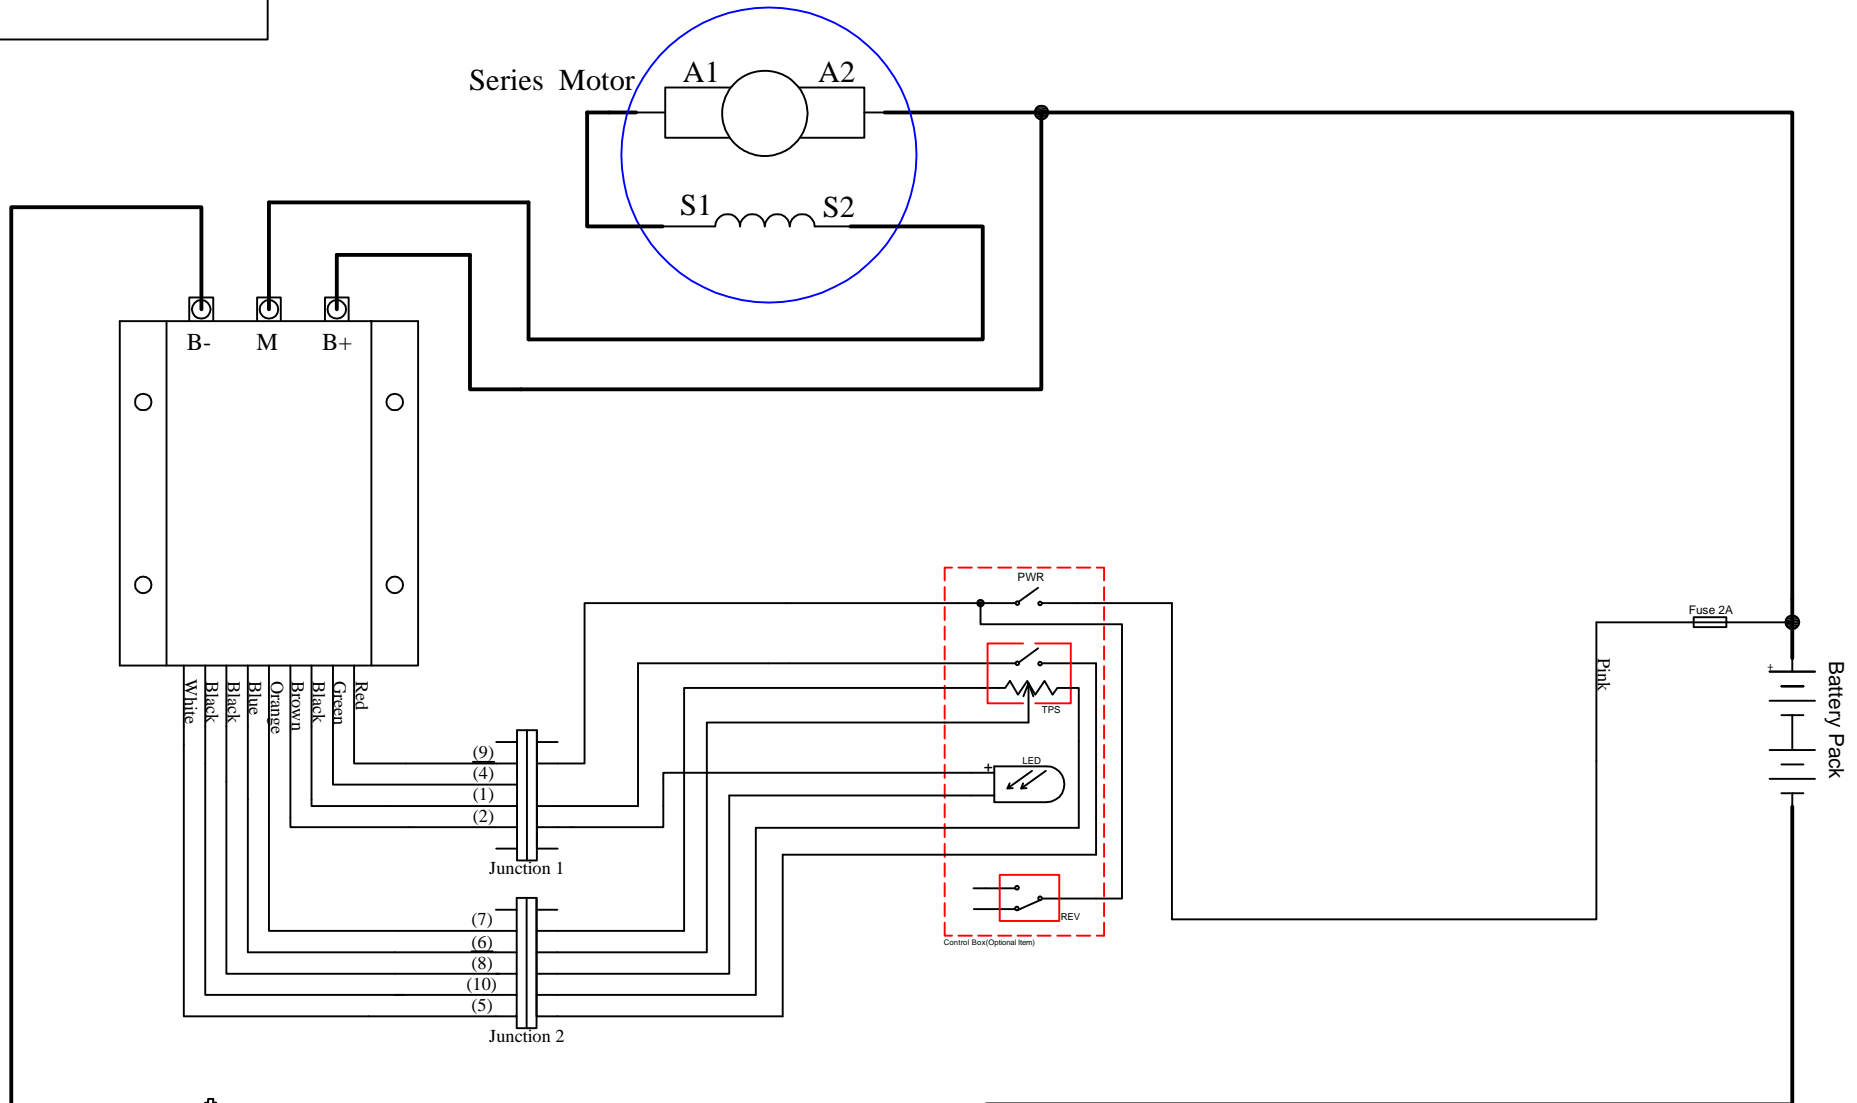 Series Motor
A1
A2
S1
S2
B-
M
B+
White
Black
Black
Blue
Orange
Brown
Black
Green
Red
(9)
(4)
(1)
(2)
Junction 1
(7)
(6)
(8)
(10)
(5)
Junction 2
PWR
TPS
LED
+
REV
Control Box(Optional Item)
Pink
Fuse 2A
+
Battery Pack